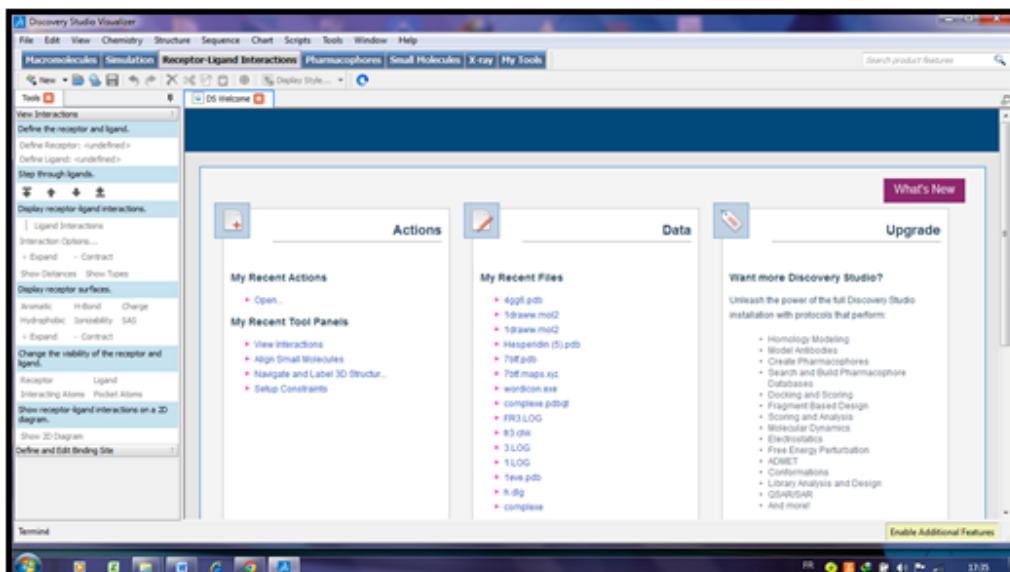 Discovery Studio Visualizer
File Edit View Chemistry Structure Sequence Chart Scripts Tools Window Help
Macromolecules Simulation Receptor-Ligand Interactions Pharmacophores Small Molecules X-ray My Tools
Search product features
New Display Style...
Tools DS Welcome
View Interactions
Define the receptor and ligand.
Define Receptor: <undefined>
Define Ligand: <undefined>
Step through ligands.
Display receptor-ligand interactions.
Ligand Interactions
Interaction Options...
+ Expand - Contract
Show Distances Show Types
Display receptor surfaces.
Aromatic H-Bond Charge
Hydrophobic Ionizability SAS
+ Expand - Contract
Change the visibility of the receptor and
ligand.
Receptor Ligand
Interacting Atoms Pocket Atoms
Show receptor-ligand interactions on a 2D
diagram.
Show 2D Diagram
Define and Edit Binding Site
What's New
Actions
My Recent Actions
Open...
My Recent Tool Panels
View Interactions
Align Small Molecules
Navigate and Label 3D Structur...
Setup Constraints
Data
My Recent Files
1draww.mol2
1draww.mol2
Hesperidin (5).pdb
wordicon.exe
complexe.pdbqt
FR3.LOG
fr3.chk
3.LOG
1.LOG
1eve.pdb
h.dlg
complexe
Upgrade
Want more Discovery Studio?
Unleash the power of the full Discovery Studio
installation with protocols that perform:
Homology Modeling
Model Antibodies
Create Pharmacophores
Search and Build Pharmacophore
Databases
Docking and Scoring
Fragment Based Design
Scoring and Analysis
Molecular Dynamics
Electrostatics
Free Energy Perturbation
ADMET
Conformations
Library Analysis and Design
QSAR/SAR
And more!
Terminé
Enable Additional Features
FR 17:35